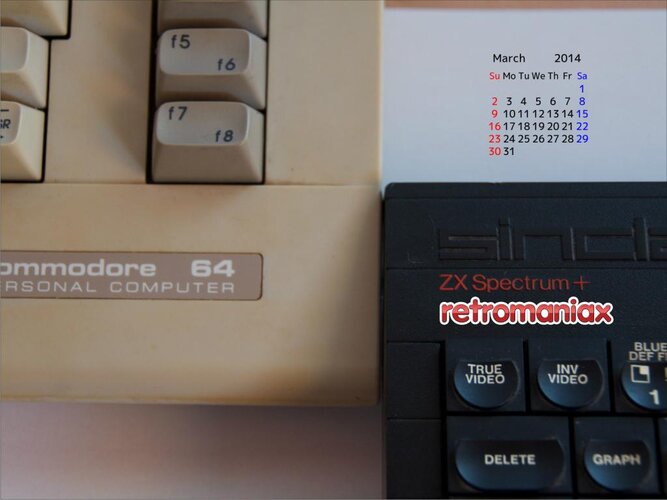 f5
f6
f7
f8
ommodore 64
ERSONAL COMPUTER
March 2014
Su Mo Tu We Th Fr Sa
1
2 3 4 5 6 7 8
9 10 11 12 13 14 15
16 17 18 19 20 21 22
23 24 25 26 27 28 29
30 31
sincla
ZX Spectrum+
retromaniax
TRUE
VIDEO
INV
VIDEO
BLUE
DEF F
1
DELETE
GRAPH